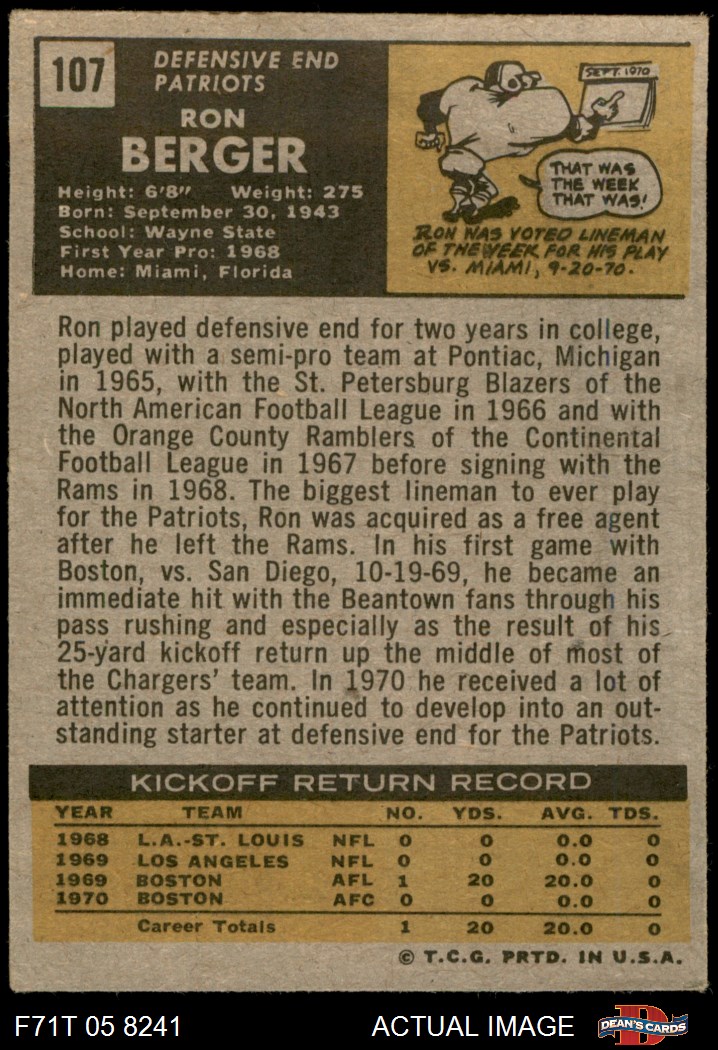 107
DEFENSIVE END
PATRIOTS
RON
BERGER
Height: 6'8" Weight: 275
Born: September 30, 1943
School: Wayne State
First Year Pro: 1968
Home: Miami, Florida
SEPT. 1970
THAT WAS
THE WEEK
THAT WAS!
RON WAS VOTED LINEMAN
OF THE WEEK FOR HIS PLAY
VS. MIAMI, 9-20-70.
Ron played defensive end for two years in college,
played with a semi-pro team at Pontiac, Michigan
in 1965, with the St. Petersburg Blazers of the
North American Football League in 1966 and with
the Orange County Ramblers of the Continental
Football League in 1967 before signing with the
Rams in 1968. The biggest lineman to ever play
for the Patriots, Ron was acquired as a free agent
after he left the Rams. In his first game with
Boston, vs. San Diego, 10-19-69, he became an
immediate hit with the Beantown fans through his
pass rushing and especially as the result of his
25-yard kickoff return up the middle of most of
the Chargers' team. In 1970 he received a lot of
attention as he continued to develop into an out-
standing starter at defensive end for the Patriots.
KICKOFF RETURN RECORD
YEAR TEAM NO. YDS. AVG. TDS.
1968 L.A.-ST. LOUIS NFL 0 0 0.0 0
1969 LOS ANGELES NFL 0 0 0.0 0
1969 BOSTON AFL 1 20 20.0 0
1970 BOSTON AFC 0 0 0.0 0
Career Totals 1 20 20.0 0
© T.C.G. PRTD. IN U.S.A.
F71T 05 8241 ACTUAL IMAGE DEAN'S CARDS